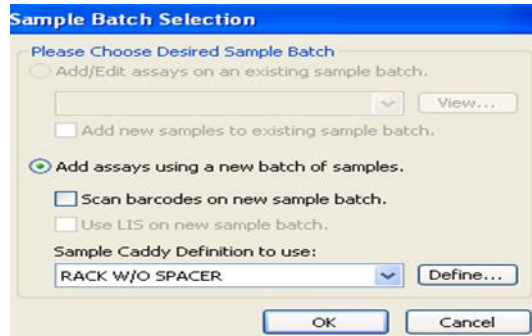 Sample Batch Selection
Please Choose Desired Sample Batch
Add/Edit assays on an existing sample batch.
View...
Add new samples to existing sample batch.
Add assays using a new batch of samples.
Scan barcodes on new sample batch.
Use LIS on new sample batch.
Sample Caddy Definition to use:
RACK W/O SPACER Define...
OK Cancel